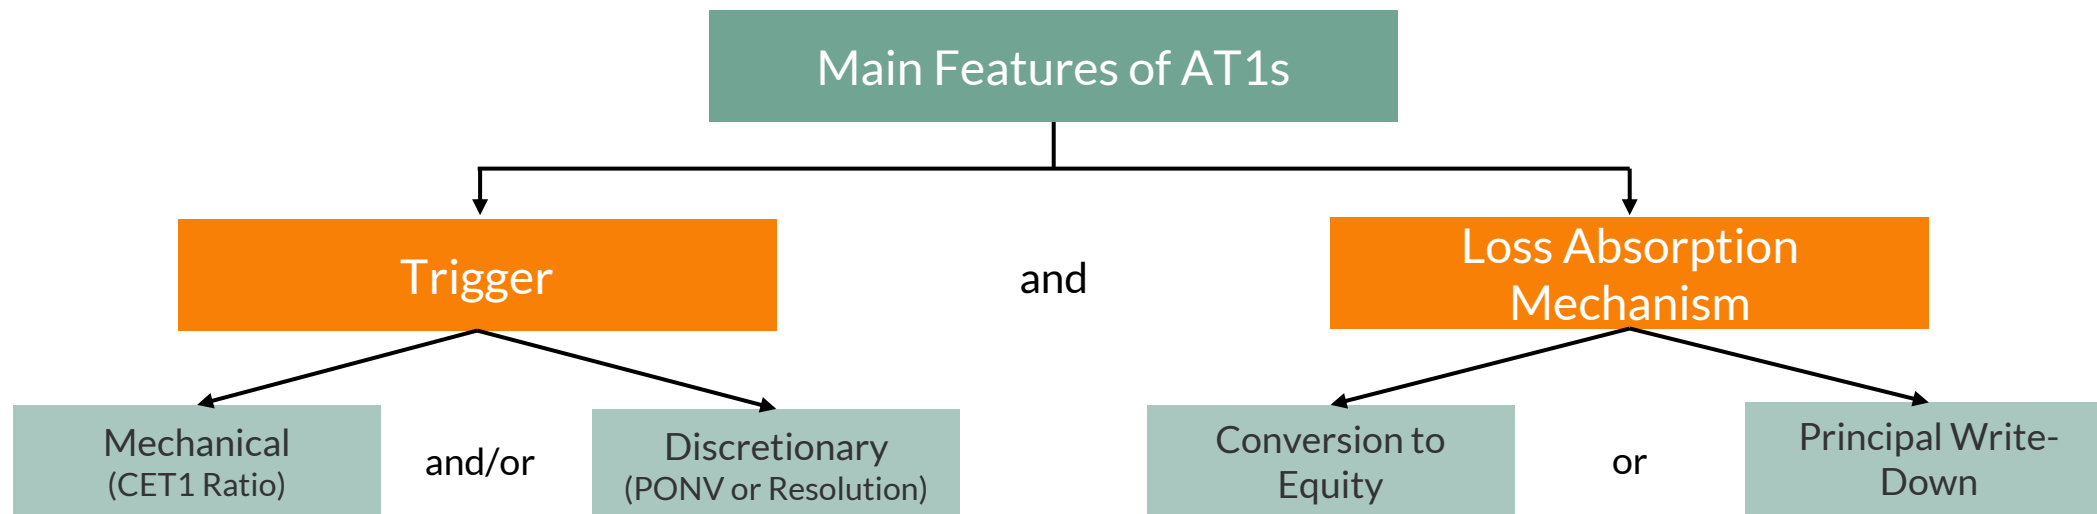 Main Features of AT1s
Trigger
and
Loss Absorption
Mechanism
Mechanical
(CET1 Ratio)
and/or
Discretionary
(PONV or Resolution)
Conversion to
Equity
or
Principal Write-
Down